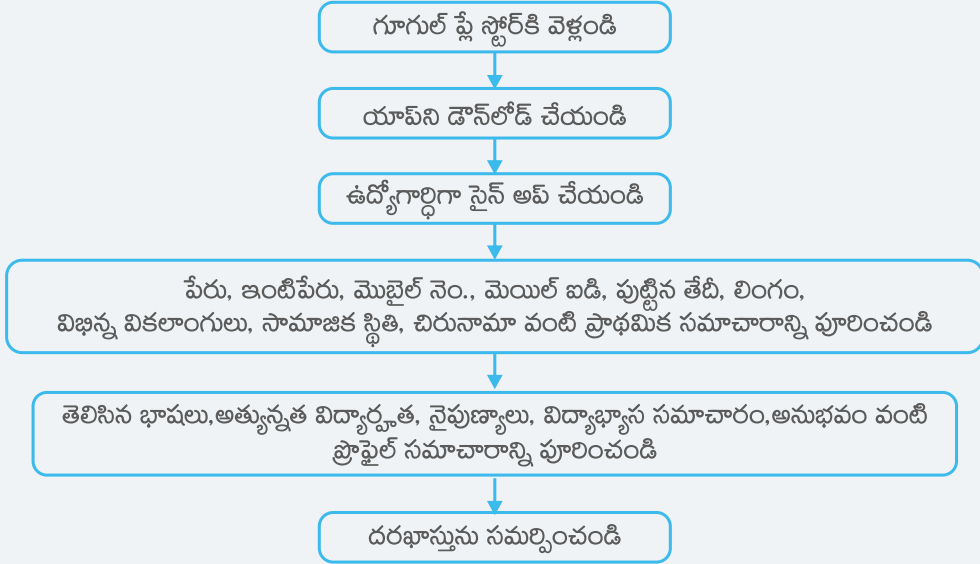 గూగుల్ ప్లే స్టోర్‌కి వెళ్లండి
యాప్‌ని డౌన్‌లోడ్ చేయండి
ఉద్యోగార్ధిగా సైన్ అప్ చేయండి
పేరు, ఇంటిపేరు, మొబైల్ నెం., మెయిల్ ఐడి, పుట్టిన తేదీ, లింగం,
విభిన్న వికలాంగులు, సామాజిక స్థితి, చిరునామా వంటి ప్రాథమిక సమాచారాన్ని పూరించండి
తెలిసిన భాషలు,అత్యున్నత విద్యార్హత, నైపుణ్యాలు, విద్యాభ్యాస సమాచారం,అనుభవం వంటి
ప్రొఫైల్ సమాచారాన్ని పూరించండి
దరఖాస్తును సమర్పించండి